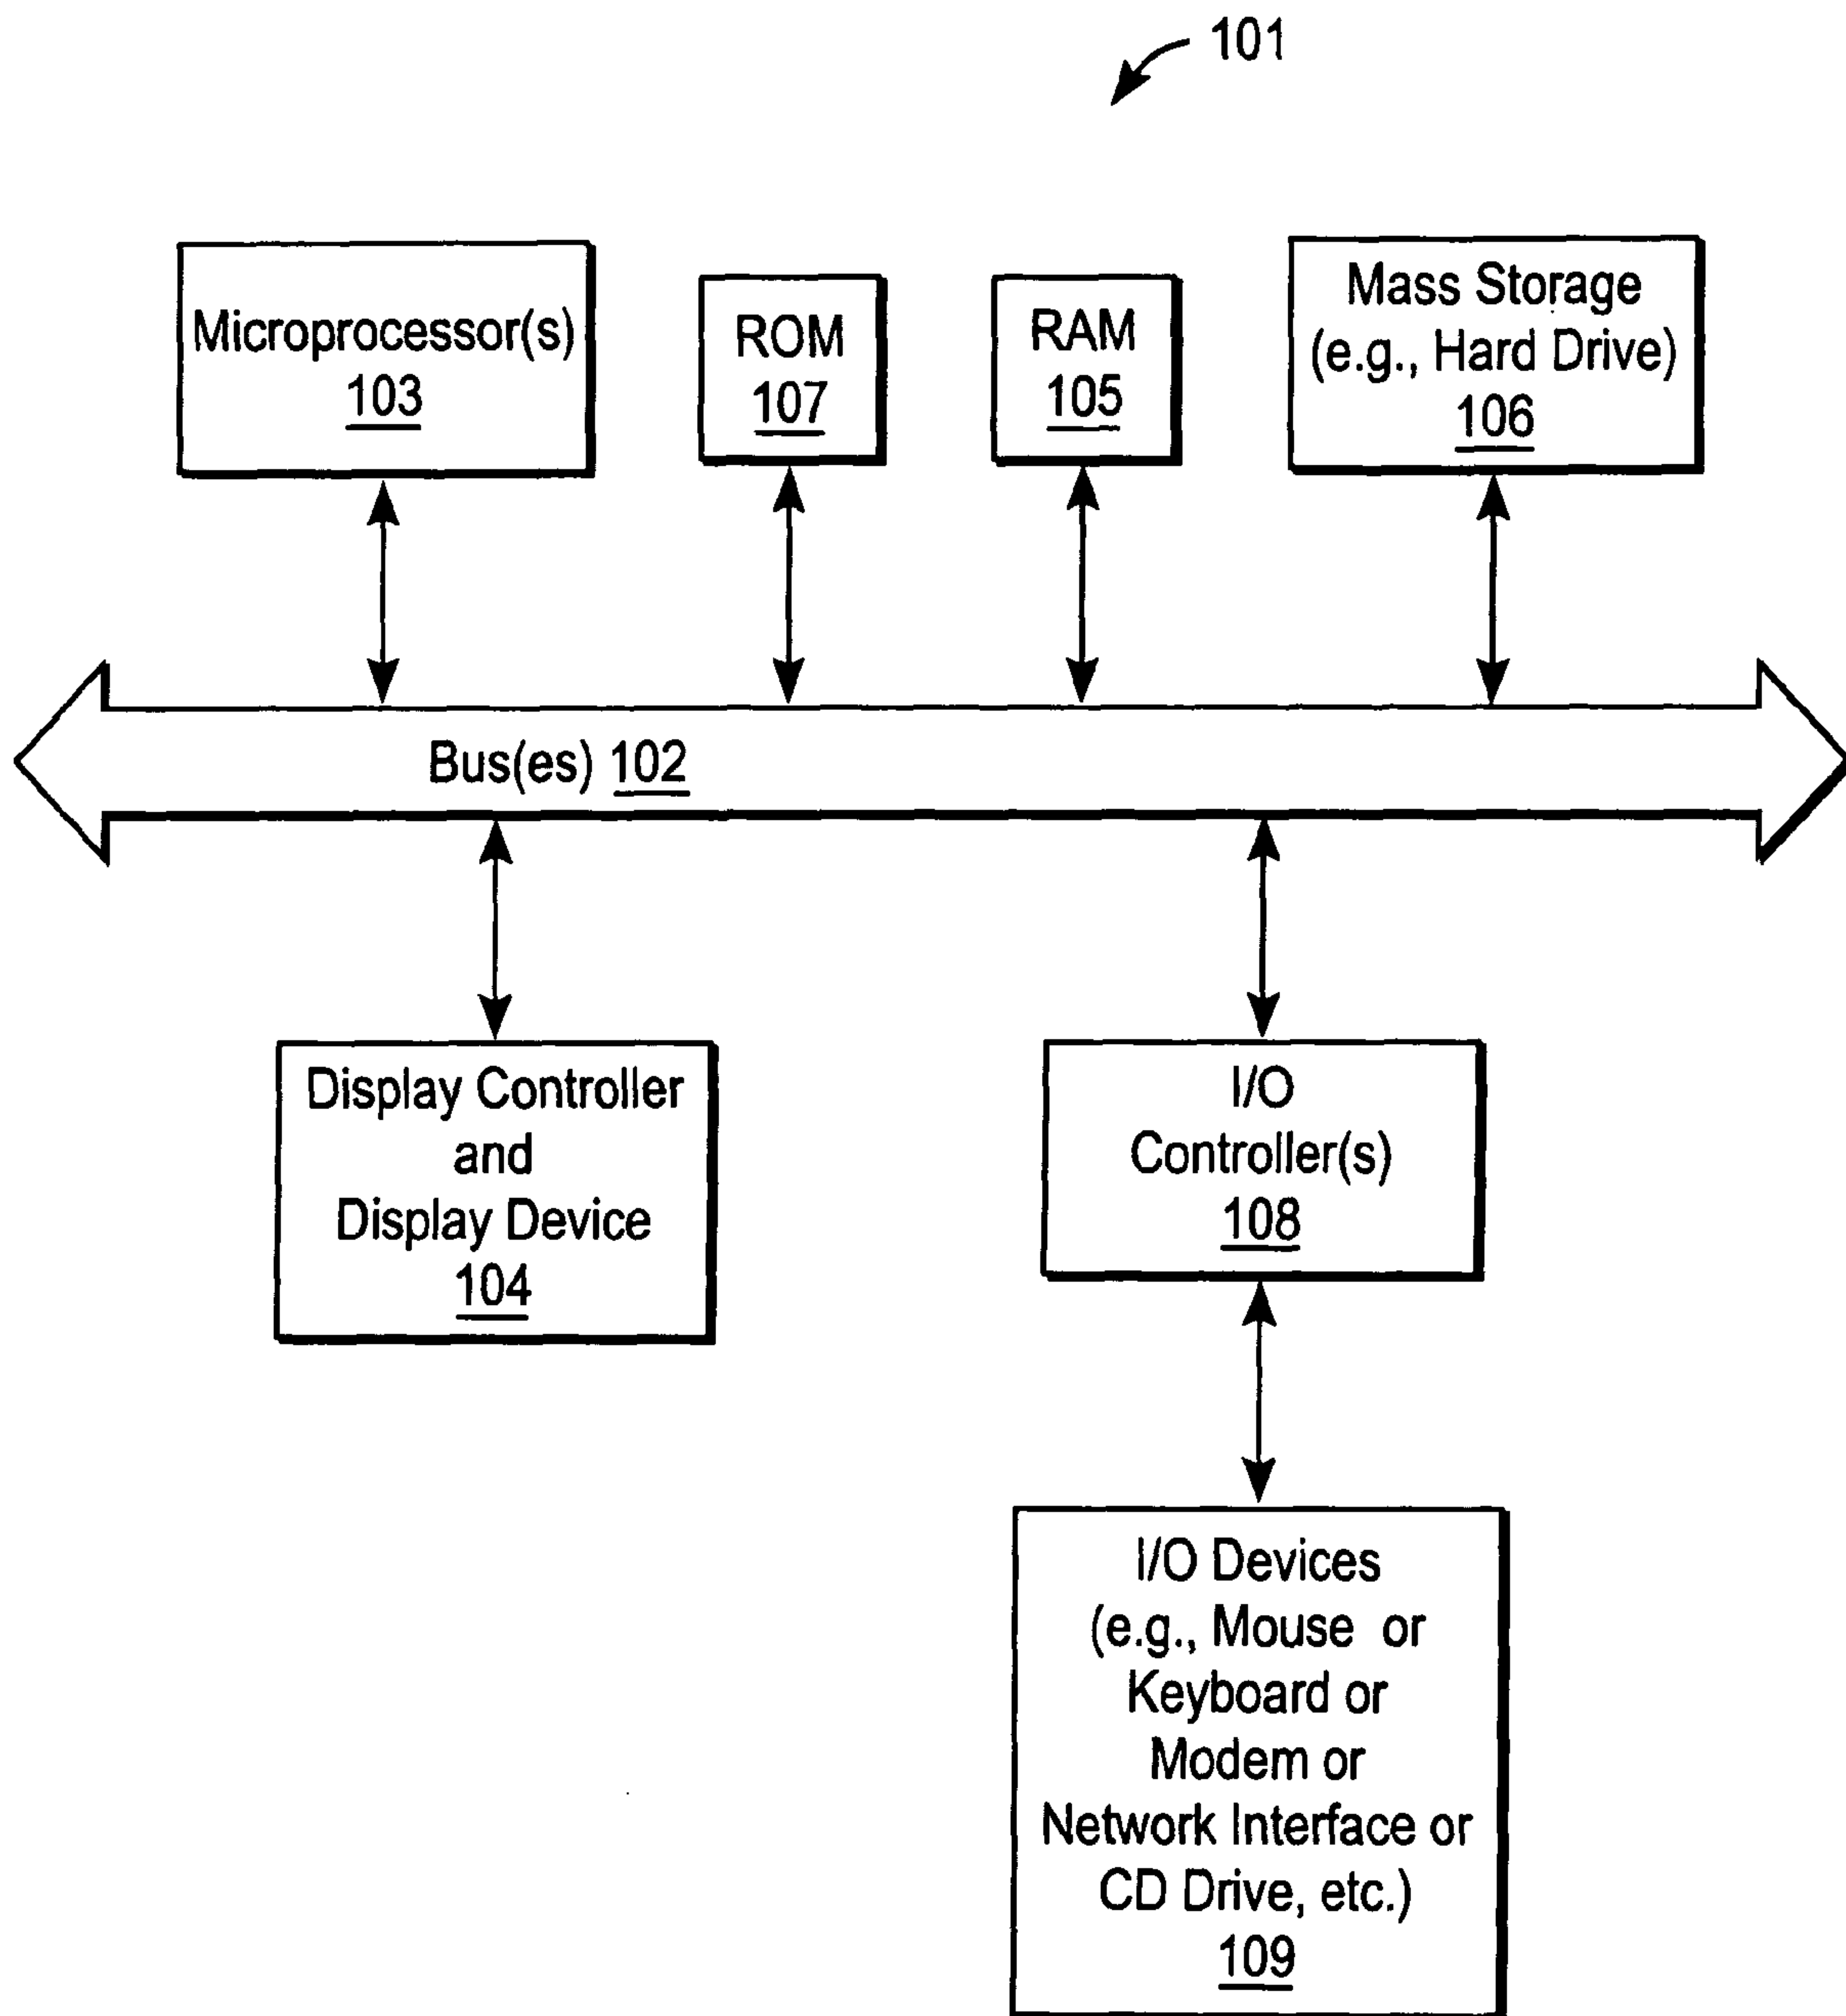 101
Microprocessor(s)
103
ROM
107
RAM
105
Mass Storage
(e.g., Hard Drive)
106
Bus(es) 102
Display Controller
and
Display Device
104
I/O
Controller(s)
108
I/O Devices
(e.g., Mouse or
Keyboard or
Modem or
Network Interface or
CD Drive, etc.)
109